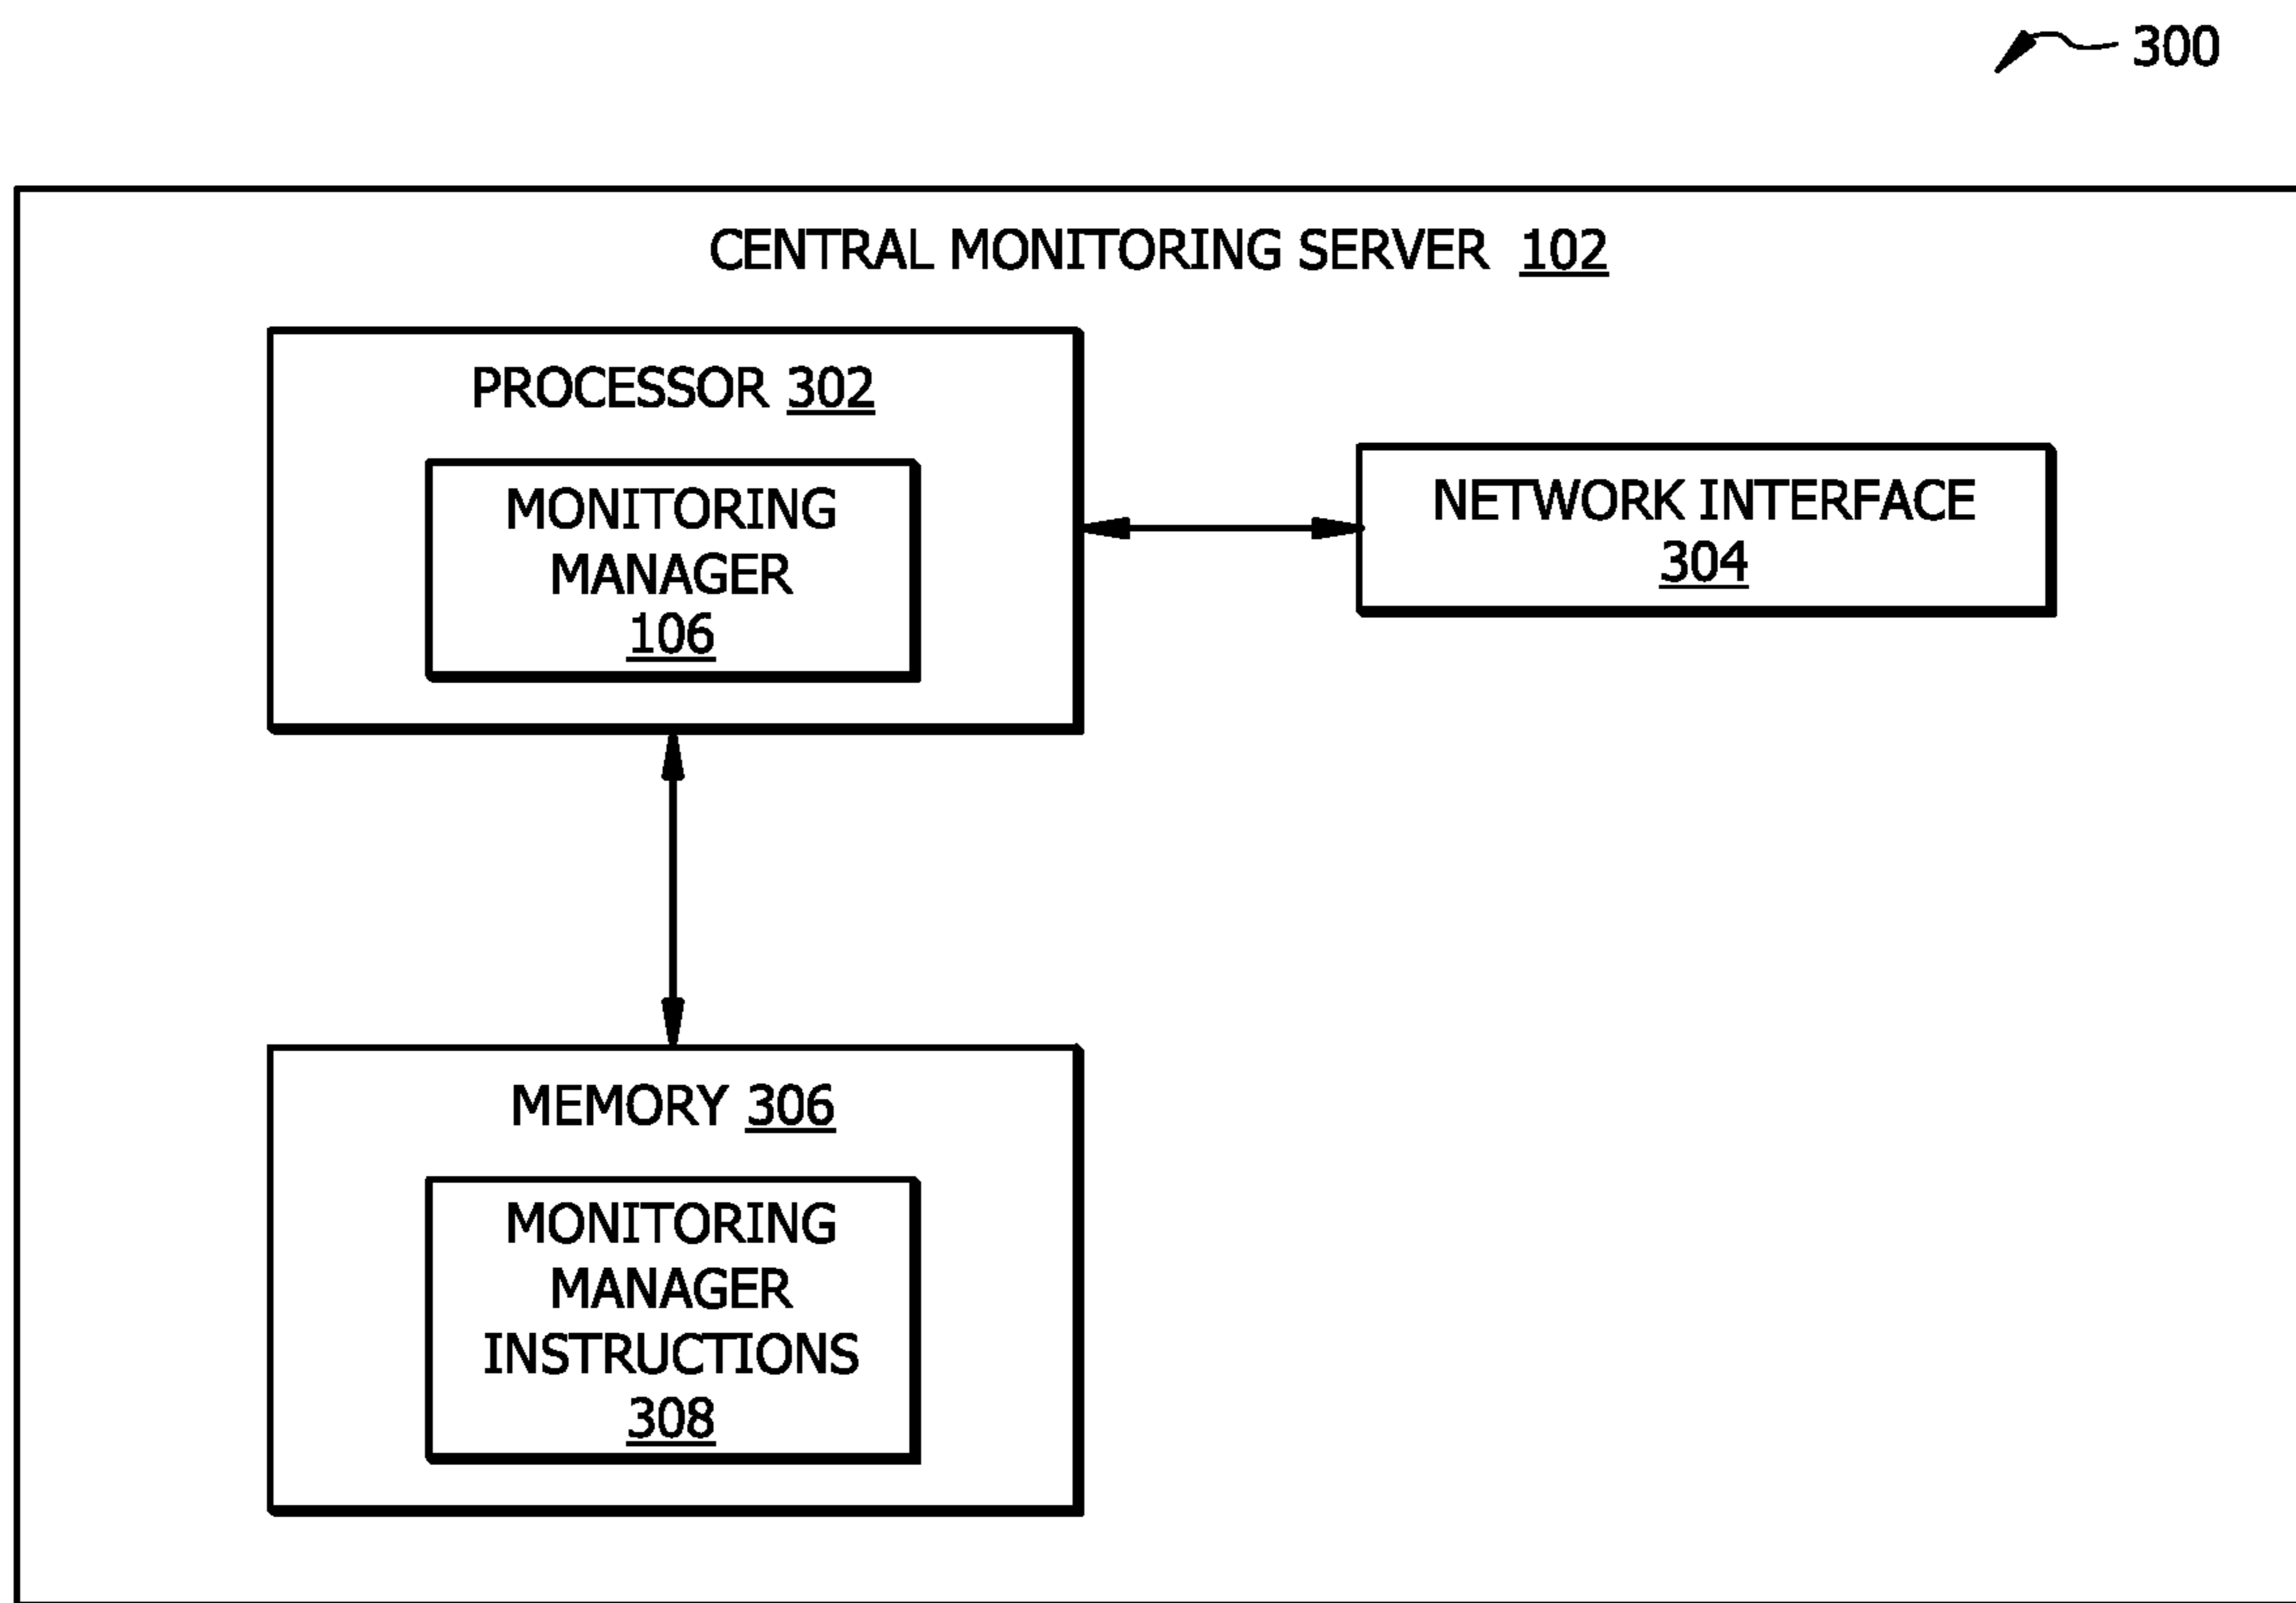 300
CENTRAL MONITORING SERVER 102
PROCESSOR 302
MONITORING
MANAGER
106
NETWORK INTERFACE
304
MEMORY 306
MONITORING
MANAGER
INSTRUCTIONS
308